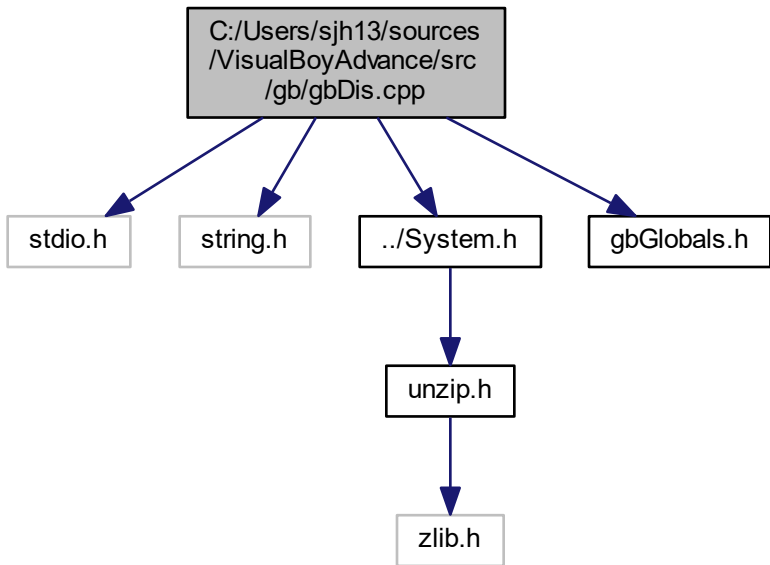 C:/Users/sjh13/sources
/VisualBoyAdvance/src
/gb/gbDis.cpp
stdio.h
string.h
../System.h
gbGlobals.h
unzip.h
zlib.h